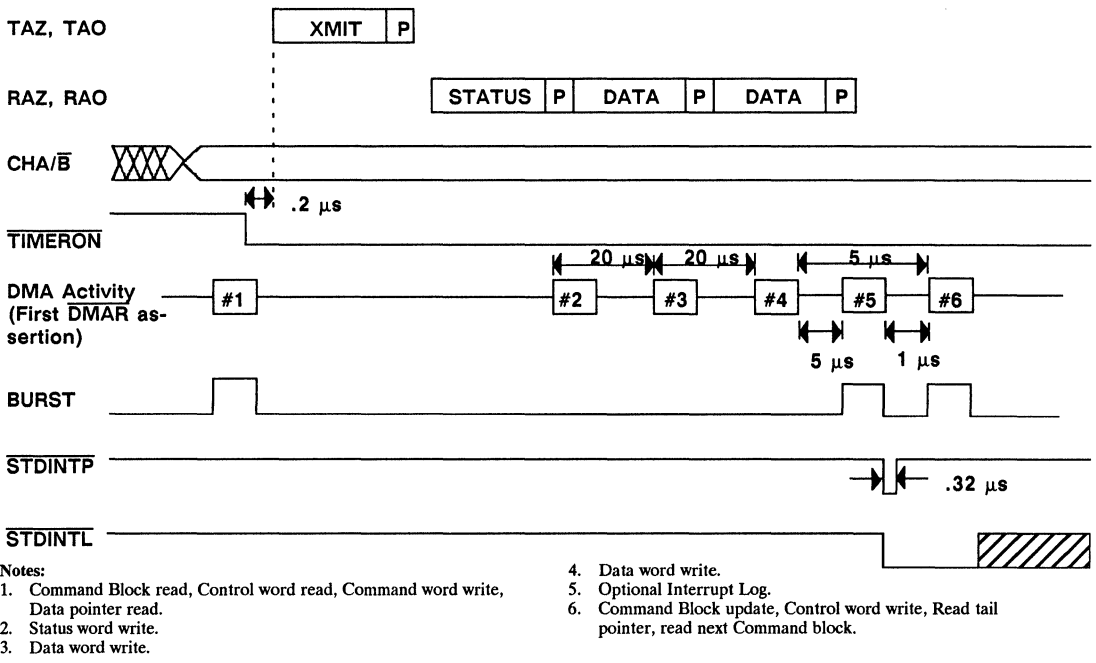 TAZ, TAO
XMIT P
RAZ, RAO
STATUS P DATA P DATA P
CHA/B̅
.2 µs
TIMERON
20 µs 20 µs 5 µs
DMA Activity
(First DMAR as-
sertion)
#1 #2 #3 #4 #5 #6
5 µs 1 µs
BURST
STDINTP
.32 µs
STDINTL
Notes:
1. Command Block read, Control word read, Command word write,
Data pointer read.
2. Status word write.
3. Data word write.
4. Data word write.
5. Optional Interrupt Log.
6. Command Block update, Control word write, Read tail
pointer, read next Command block.